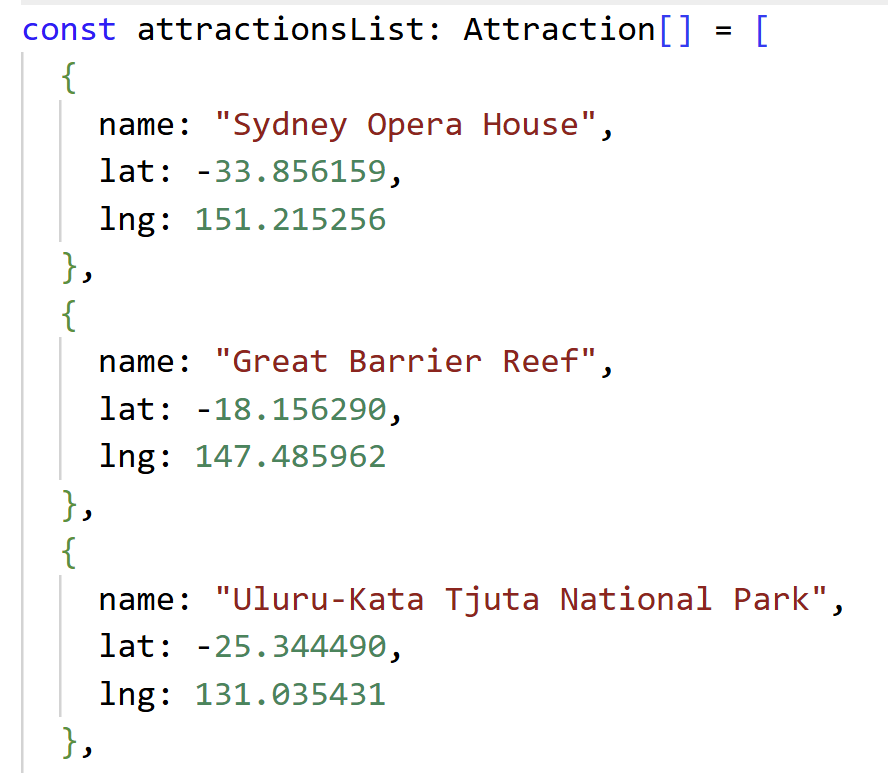 const attractionsList: Attraction[] = [
  {
    name: "Sydney Opera House",
    lat: -33.856159,
    lng: 151.215256
  },
  {
    name: "Great Barrier Reef",
    lat: -18.156290,
    lng: 147.485962
  },
  {
    name: "Uluru-Kata Tjuta National Park",
    lat: -25.344490,
    lng: 131.035431
  },